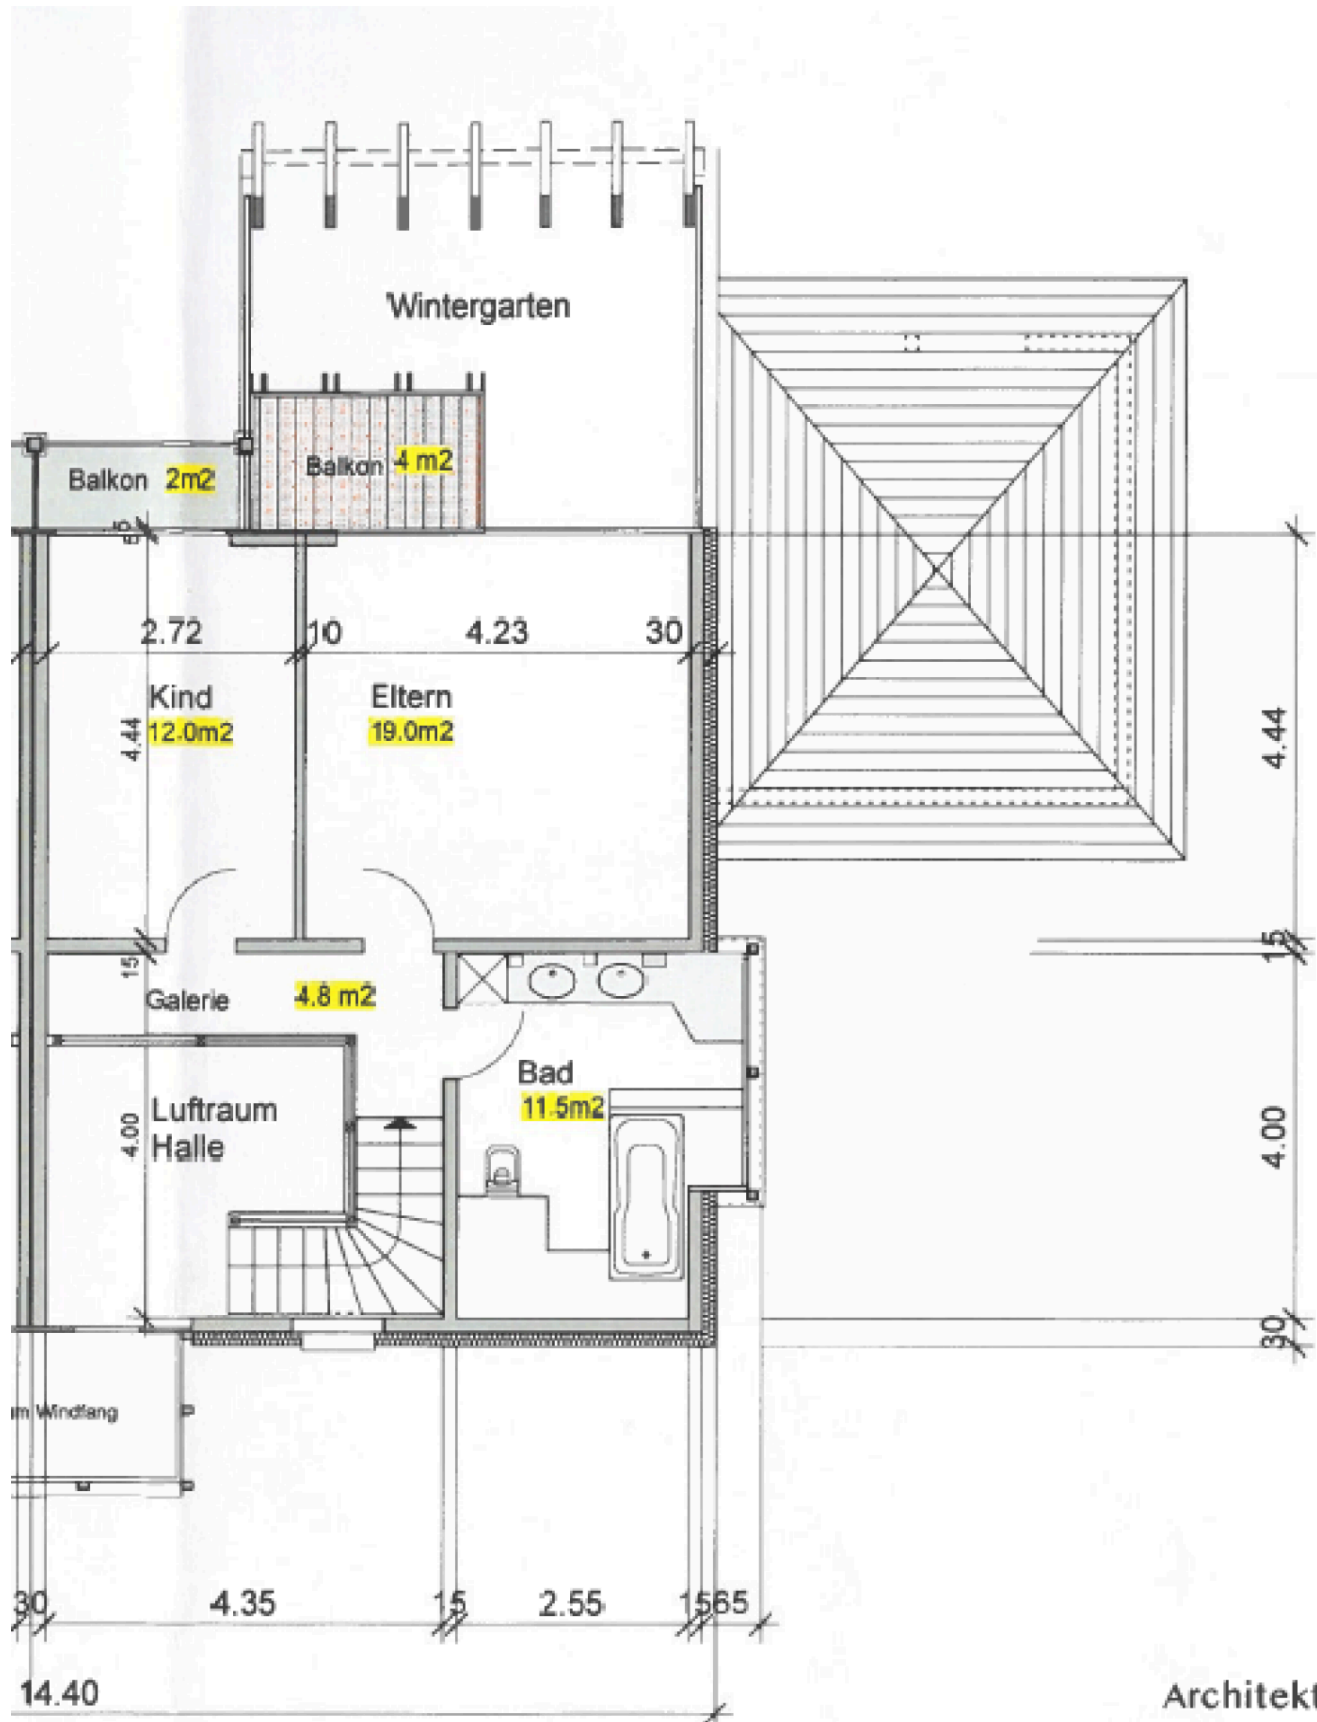 Wintergarten
Balkon 2m2
Balkon 4 m2
2.72
10
4.23
30
Kind
12.0m2
Eltern
19.0m2
4.44
4.44
15
15
Galerie
4.8 m2
Bad
11.5m2
Luftraum
Halle
4.00
4.00
30
m Windfang
30
4.35
15
2.55
1565
14.40
Architekt